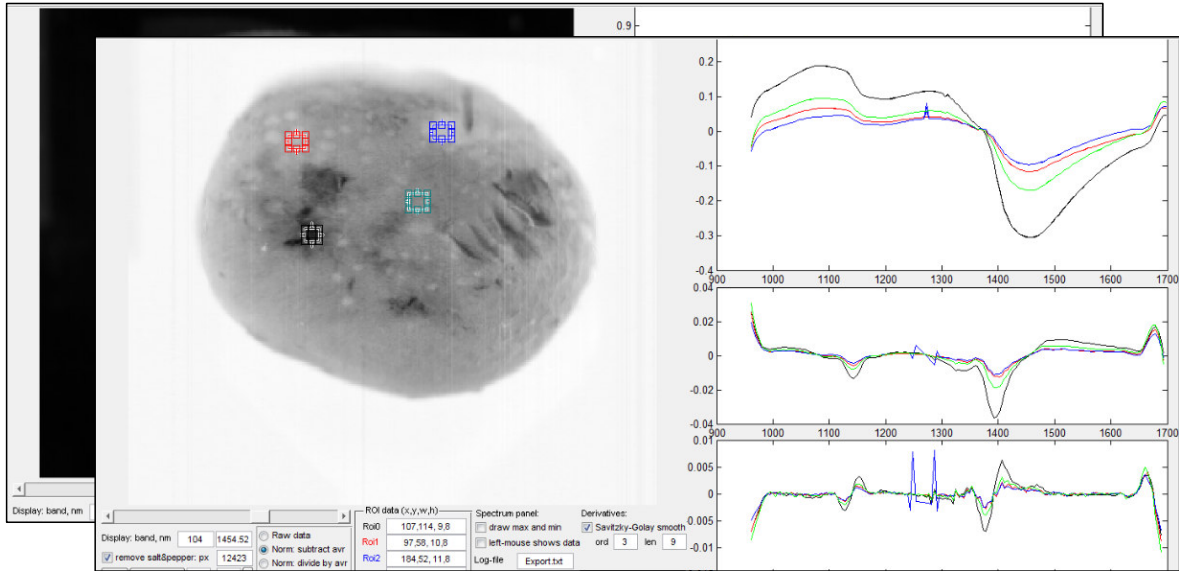 0.9
0.2
0.1
0
-0.1
-0.2
-0.3
-0.4
900 1000 1100 1200 1300 1400 1500 1600 1700
0.04
0.02
0
-0.02
-0.04
900 1000 1100 1200 1300 1400 1500 1600 1700
0.01
0.005
0
-0.005
-0.01
Display: band, nm
Display: band, nm 104 1454.52
remove salt&pepper: px 12423
Raw data
Norm: subtract avr
Norm: divide by avr
ROI data (x,y,w,h)
Roi0 107,114, 9,8
Roi1 97,58, 10,8
Roi2 184,52, 11,8
Spectrum panel:
draw max and min
left-mouse shows data
Log-file Export.txt
Derivatives:
Savitzky-Golay smooth
ord 3 len 9